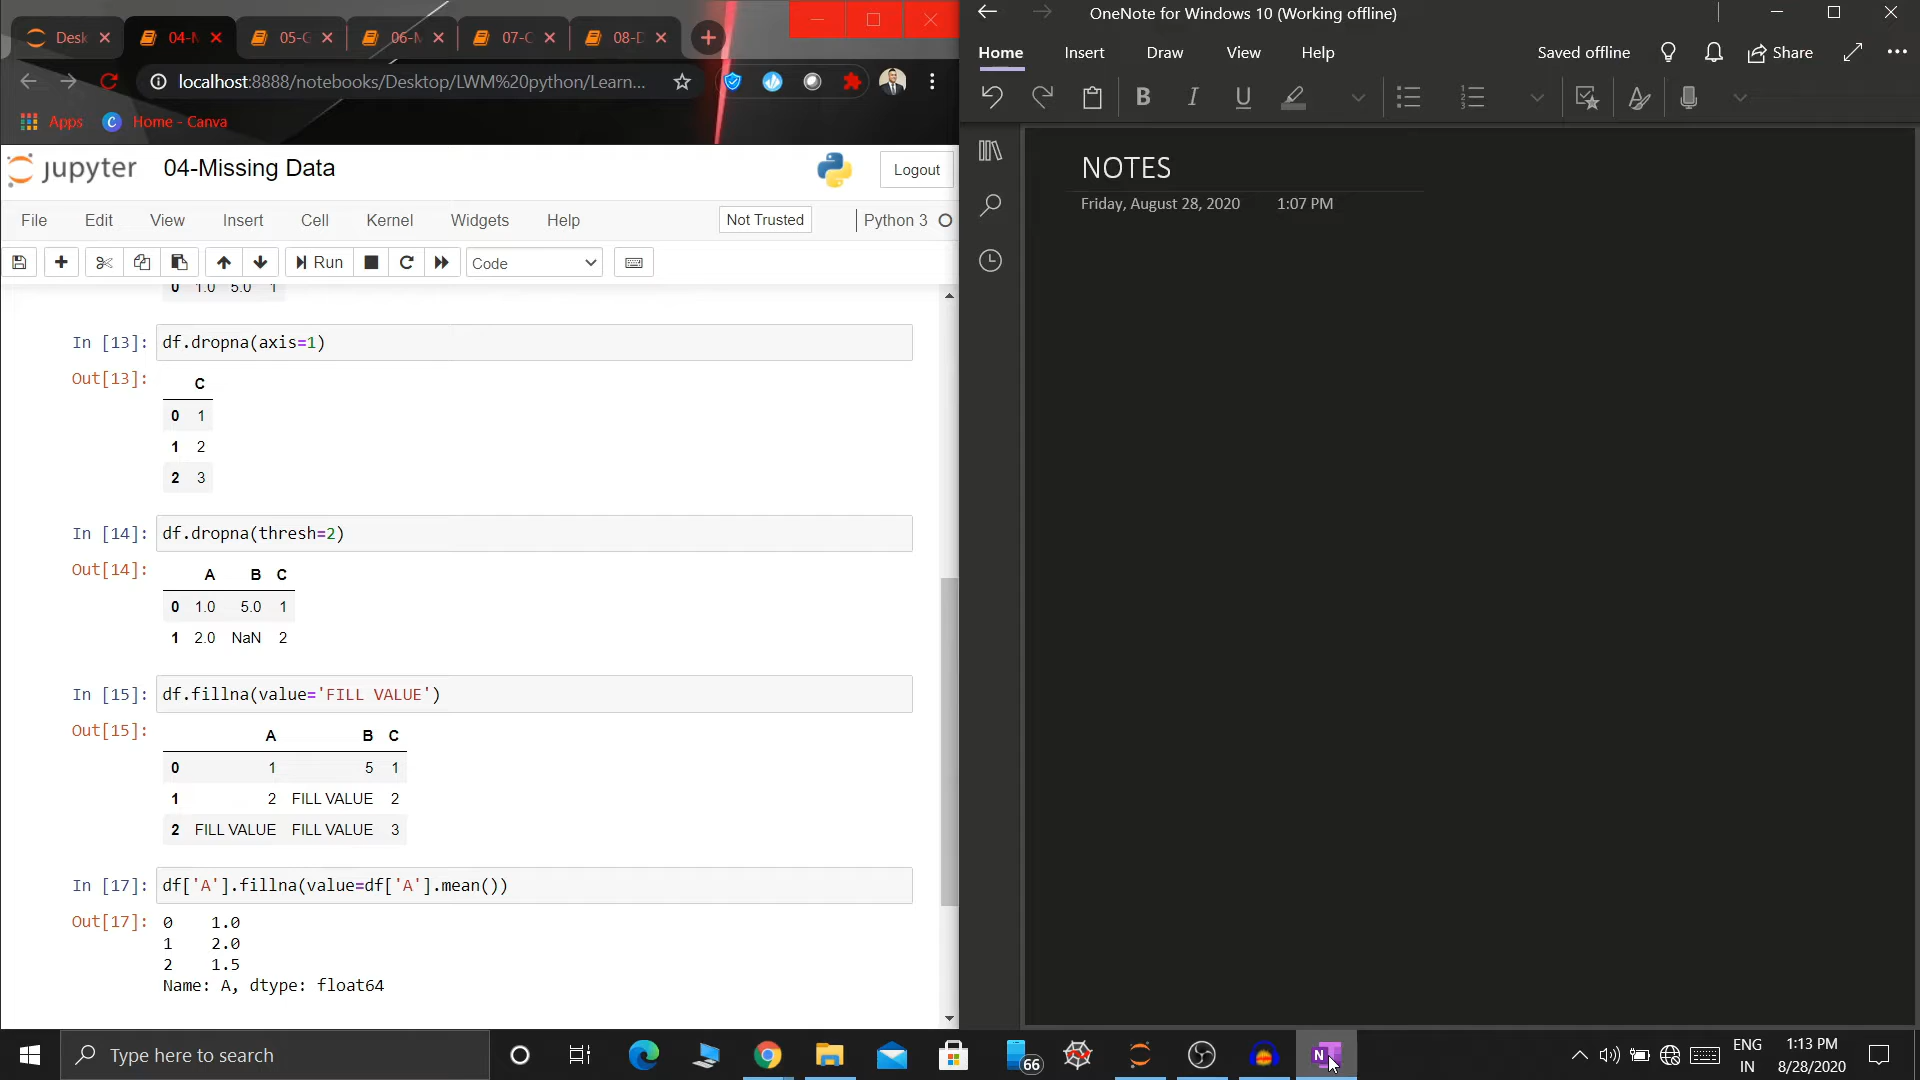 Desk
04-M
05-G
06-M
07-C
08-D
localhost:8888/notebooks/Desktop/LWM%20python/Learn...
Apps
Home - Canva
jupyter
04-Missing Data
Logout
File Edit View Insert Cell Kernel Widgets Help
Not Trusted
Python 3
Run
Code
0 1.0 5.0 1
In [13]: df.dropna(axis=1)
Out[13]:
C
0 1
1 2
2 3
In [14]: df.dropna(thresh=2)
Out[14]:
A B C
0 1.0 5.0 1
1 2.0 NaN 2
In [15]: df.fillna(value='FILL VALUE')
Out[15]:
A B C
0 1 5 1
1 2 FILL VALUE 2
2 FILL VALUE FILL VALUE 3
In [17]: df['A'].fillna(value=df['A'].mean())
Out[17]: 0 1.0
1 2.0
2 1.5
Name: A, dtype: float64
OneNote for Windows 10 (Working offline)
Home Insert Draw View Help
Saved offline
Share
NOTES
Friday, August 28, 2020 1:07 PM
Type here to search
66
ENG
IN
1:13 PM
8/28/2020